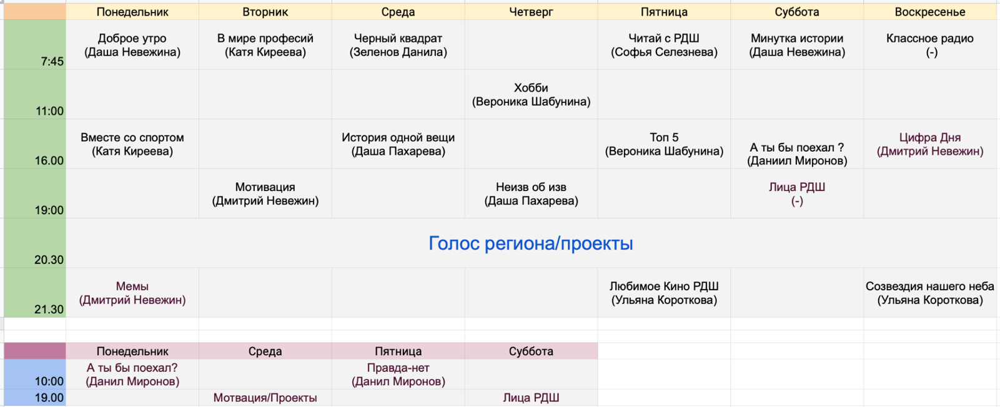 Понедельник Вторник Среда Четверг Пятница Суббота Воскресенье
Доброе утро В мире професий Черный квадрат Читай с РДШ Минутка истории Классное радио
(Даша Невежина) (Катя Киреева) (Зеленов Данила) (Софья Селезнева) (Даша Невежина) (-)
7:45
Хобби
(Вероника Шабунина)
11:00
Вместе со спортом История одной вещи Топ 5 А ты бы поехал ? Цифра Дня
(Катя Киреева) (Даша Пахарева) (Вероника Шабунина) (Даниил Миронов) (Дмитрий Невежин)
16.00
Мотивация Неизв об изв Лица РДШ
(Дмитрий Невежин) (Даша Пахарева) (-)
19:00
Голос региона/проекты
20.30
Мемы Любимое Кино РДШ Созвездия нашего неба
(Дмитрий Невежин) (Ульяна Короткова) (Ульяна Короткова)
21.30
Понедельник Среда Пятница Суббота
А ты бы поехал? Правда-нет
10:00 (Данил Миронов) (Данил Миронов)
19.00 Мотвация/Проекты Лица РДШ